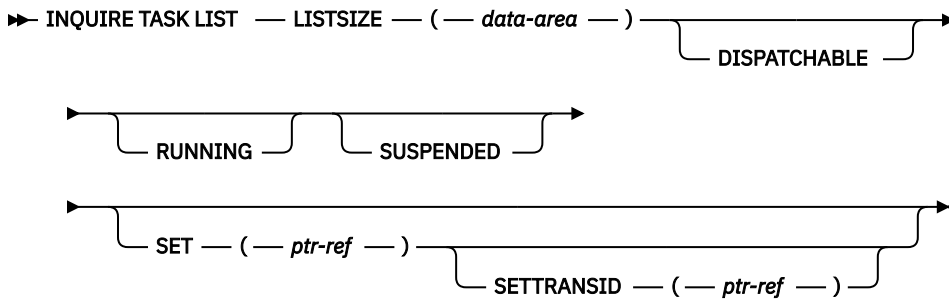 INQUIRE TASK LIST LISTSIZE ( data-area )
DISPATCHABLE
RUNNING SUSPENDED
SET ( ptr-ref )
SETTRANSID ( ptr-ref )